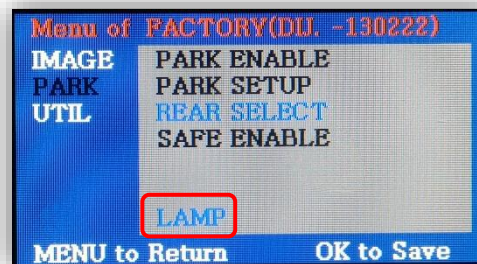 Menu of FACTORY(DIJ. -130222)
IMAGE PARK ENABLE
PARK PARK SETUP
UTIL REAR SELECT
SAFE ENABLE
LAMP
MENU to Return OK to Save